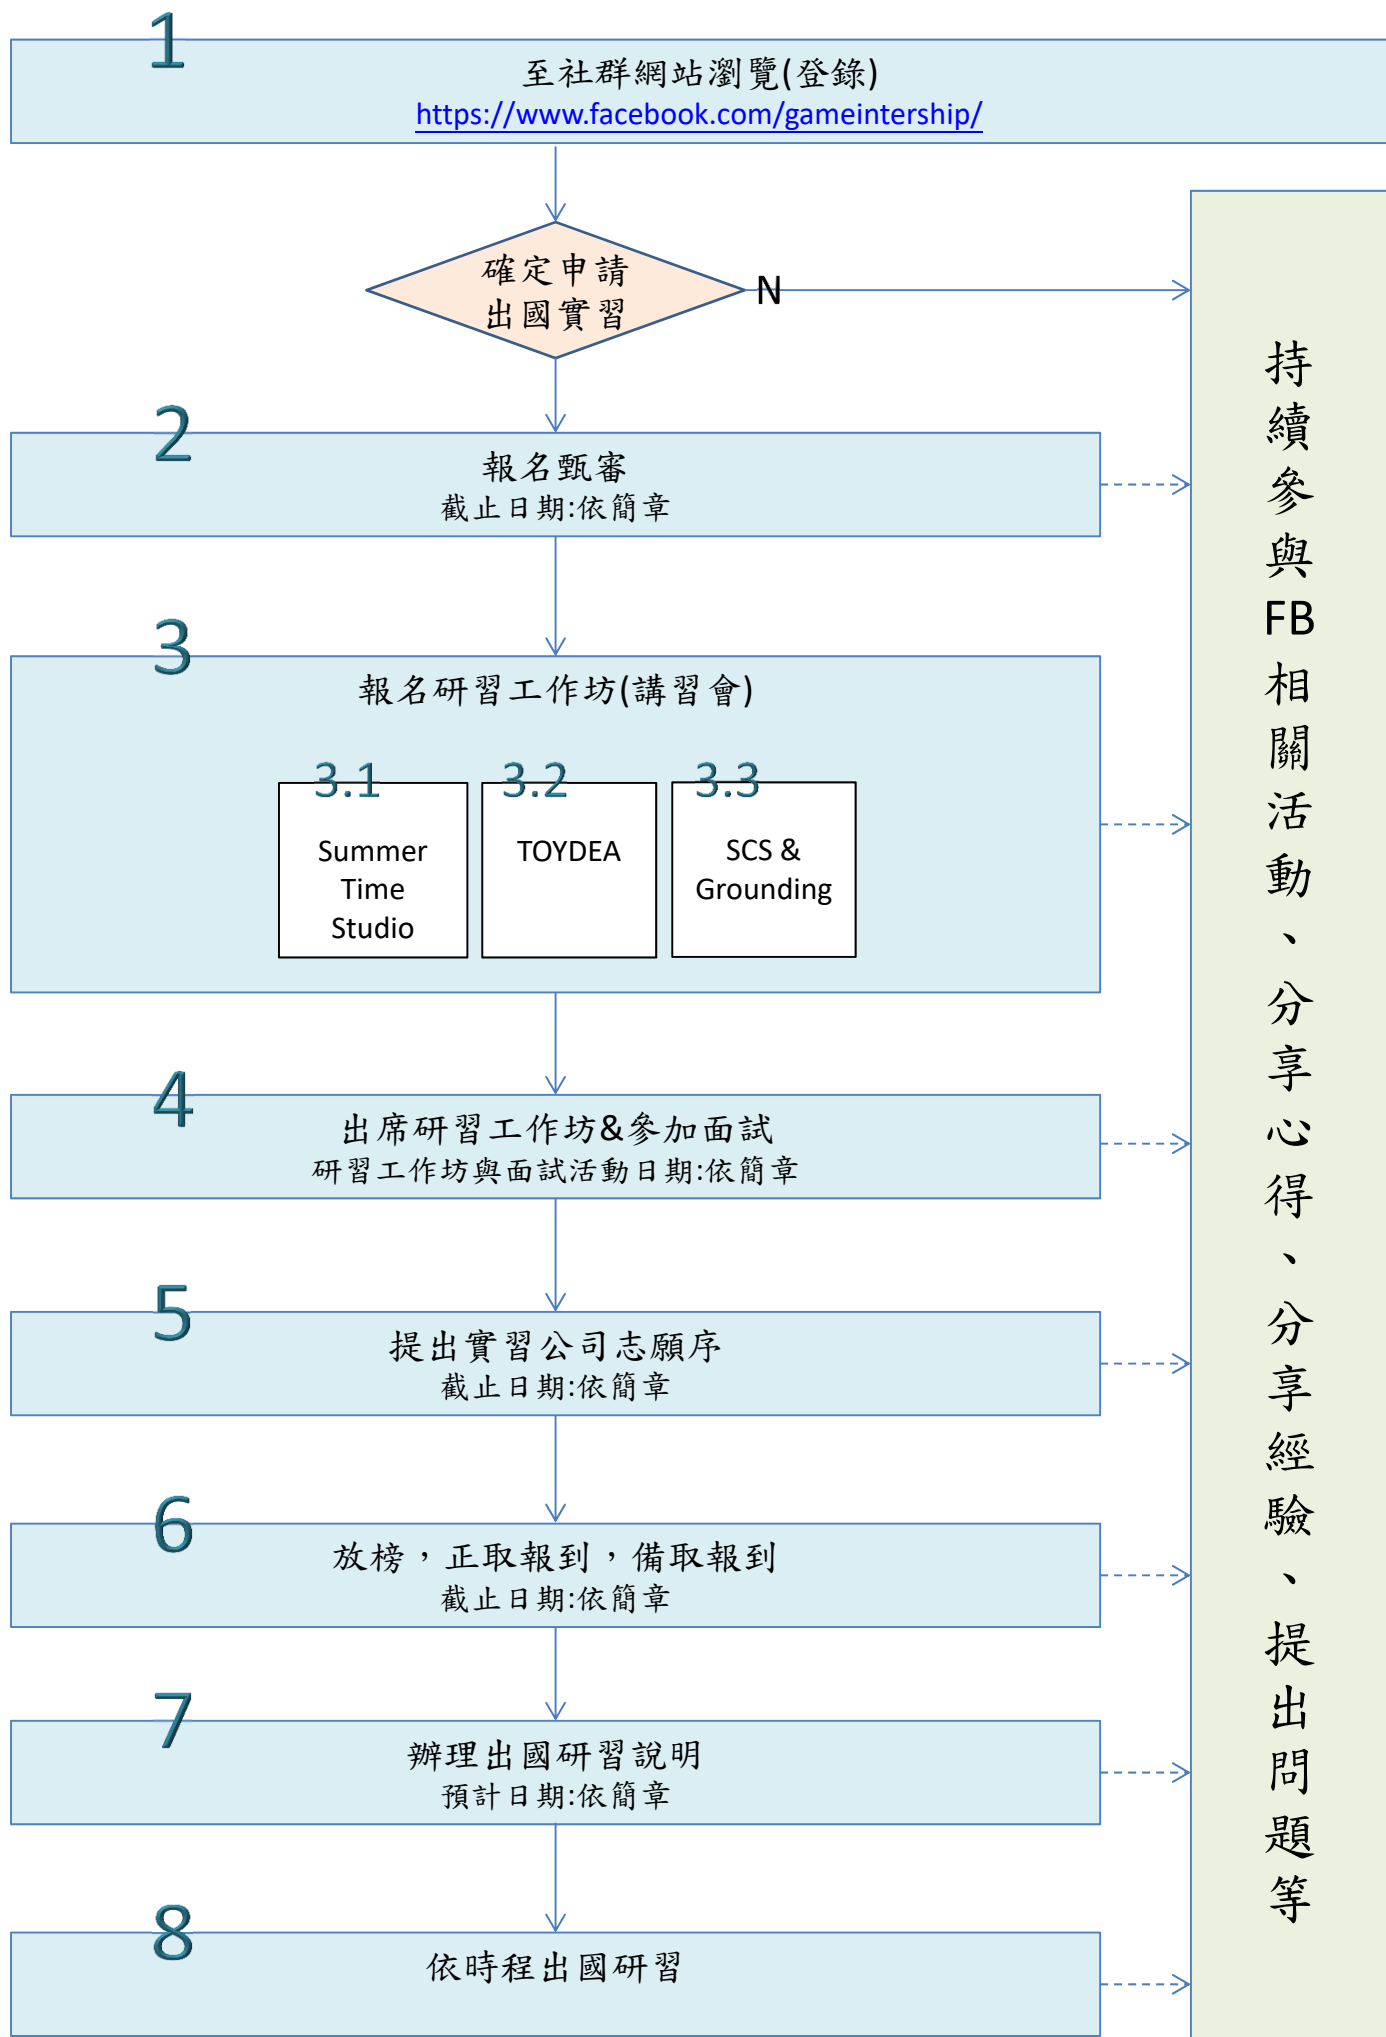 1
至社群網站瀏覽(登錄)
https://www.facebook.com/gameintership/
確定申請
出國實習
N
2
報名甄審
截止日期:依簡章
3
報名研習工作坊(講習會)
3.1
Summer
Time
Studio
3.2
TOYDEA
3.3
SCS &
Grounding
4
出席研習工作坊&參加面試
研習工作坊與面試活動日期:依簡章
5
提出實習公司志願序
截止日期:依簡章
6
放榜，正取報到，備取報到
截止日期:依簡章
7
辦理出國研習說明
預計日期:依簡章
8
依時程出國研習
持續參與FB相關活動、分享心得、分享經驗、提出問題等